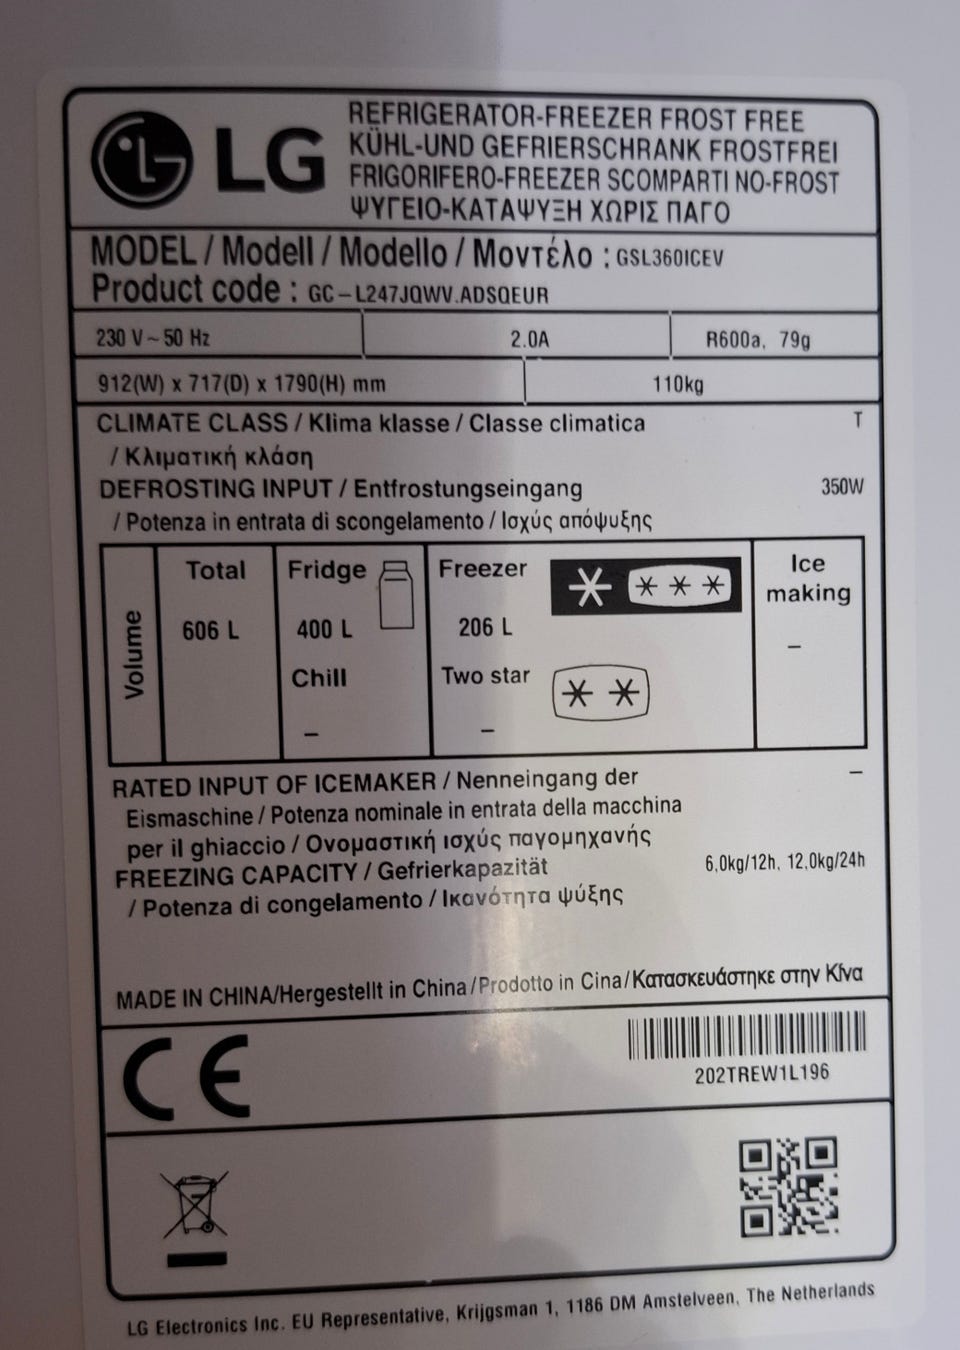 LG
REFRIGERATOR-FREEZER FROST FREE
KÜHL-UND GEFRIERSCHRANK FROSTFREI
FRIGORIFERO-FREEZER SCOMPARTI NO-FROST
ΨΥΓΕΙΟ-ΚΑΤΑΨΥΞΗ ΧΩΡΙΣ ΠΑΓΟ
MODEL / Modell / Modello / Μοντέλο : GSL360ICEV
Product code : GC-L247JQWV.ADSQEUR
230 V ~ 50 Hz 2.0A R600a, 79g
912(W) x 717(D) x 1790(H) mm 110kg
CLIMATE CLASS / Klima klasse / Classe climatica T
/ Κλιματική κλάση
DEFROSTING INPUT / Entfrostungseingang 350W
/ Potenza in entrata di scongelamento / Ισχύς απόψυξης
Volume
Total
606 L
Fridge
400 L
Chill
–
Freezer
206 L
Two star
–
Ice
making
–
RATED INPUT OF ICEMAKER / Nenneingang der –
Eismaschine / Potenza nominale in entrata della macchina
per il ghiaccio / Ονομαστική ισχύς παγομηχανής
FREEZING CAPACITY / Gefrierkapazität 6,0kg/12h, 12,0kg/24h
/ Potenza di congelamento / Ικανότητα ψύξης
MADE IN CHINA/Hergestellt in China/Prodotto in Cina/Κατασκευάστηκε στην Κίνα
CE
202TREW1L196
LG Electronics Inc. EU Representative, Krijgsman 1, 1186 DM Amstelveen, The Netherlands